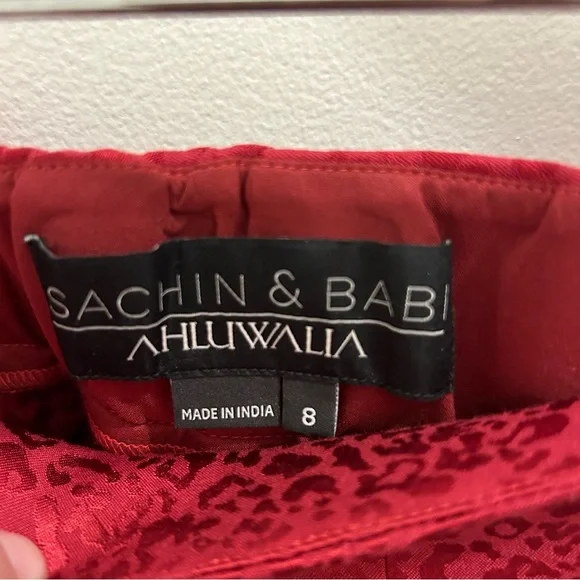 SACHIN & BABI
AHLUWALIA
MADE IN INDIA
8